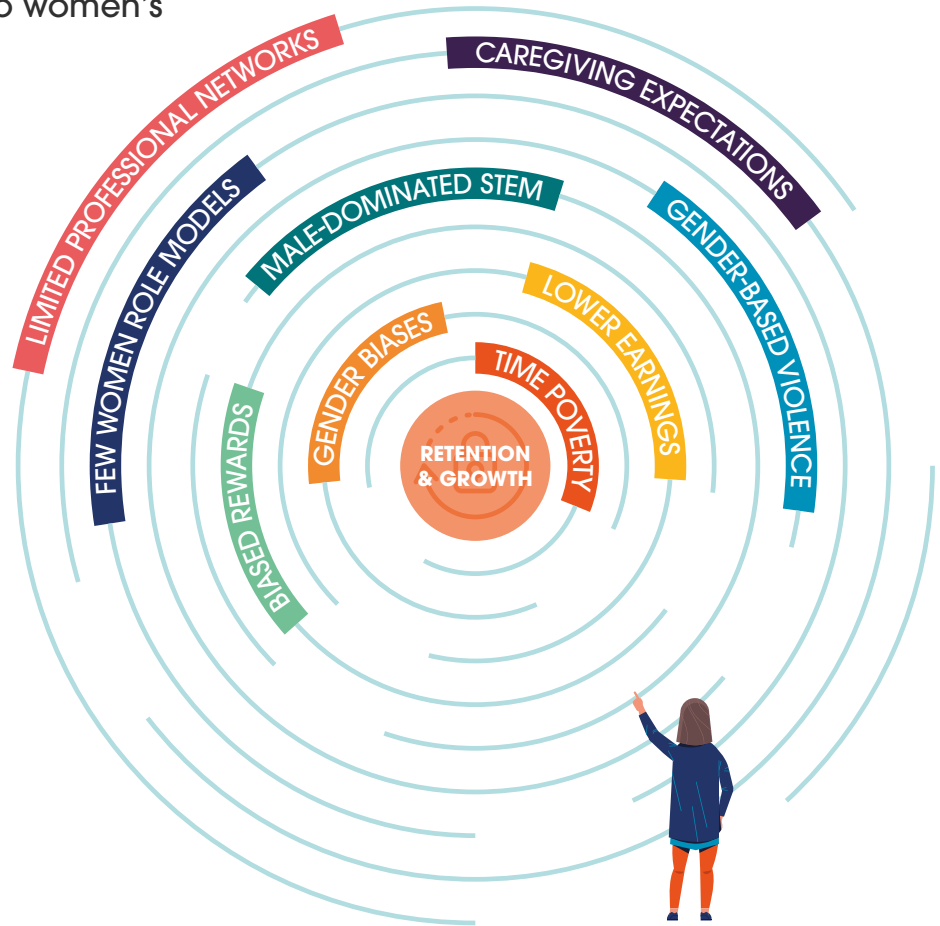 women's
LIMITED PROFESSIONAL NETWORKS
CAREGIVING EXPECTATIONS
FEW WOMEN ROLE MODELS
MALE-DOMINATED STEM
GENDER-BASED VIOLENCE
LOWER EARNINGS
GENDER BIASES
TIME POVERTY
BIASED REWARDS
RETENTION
& GROWTH